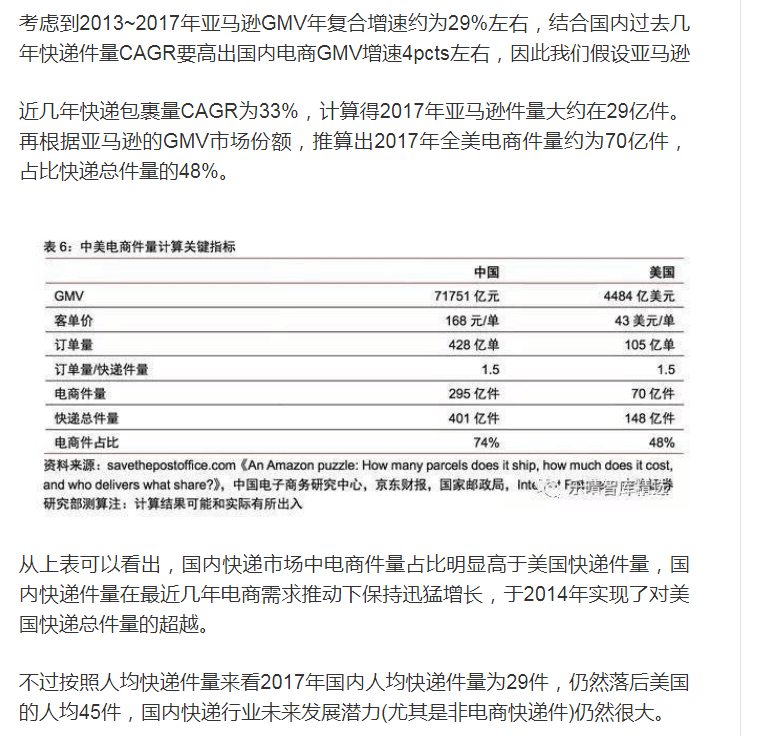 考虑到2013~2017年亚马逊GMV年复合增速约为29%左右，结合国内过去几
年快递件量CAGR要高出国内电商GMV增速4pcts左右，因此我们假设亚马逊
近几年快递包裹量CAGR为33%，计算得2017年亚马逊件量大约在29亿件。
再根据亚马逊的GMV市场份额，推算出2017年全美电商件量约为70亿件，
占比快递总件量的48%。
表 6：中美电商件量计算关键指标
中国 美国
GMV 71751 亿元 4484 亿美元
客单价 168 元/单 43 美元/单
订单量 428 亿单 105 亿单
订单量/快递件量 1.5 1.5
电商件量 295 亿件 70 亿件
快递总件量 401 亿件 148 亿件
电商件占比 74% 48%
资料来源：savethepostoffice.com《An Amazon puzzle: How many parcels does it ship, how much does it cost,
and who delivers what share?》，中国电子商务研究中心，京东财报，国家邮政局，
研究部测算注：计算结果可能和实际有所出入
从上表可以看出，国内快递市场中电商件量占比明显高于美国快递件量，国
内快递件量在最近几年电商需求推动下保持迅猛增长，于2014年实现了对美
国快递总件量的超越。
不过按照人均快递件量来看2017年国内人均快递件量为29件，仍然落后美国
的人均45件，国内快递行业未来发展潜力(尤其是非电商快递件)仍然很大。